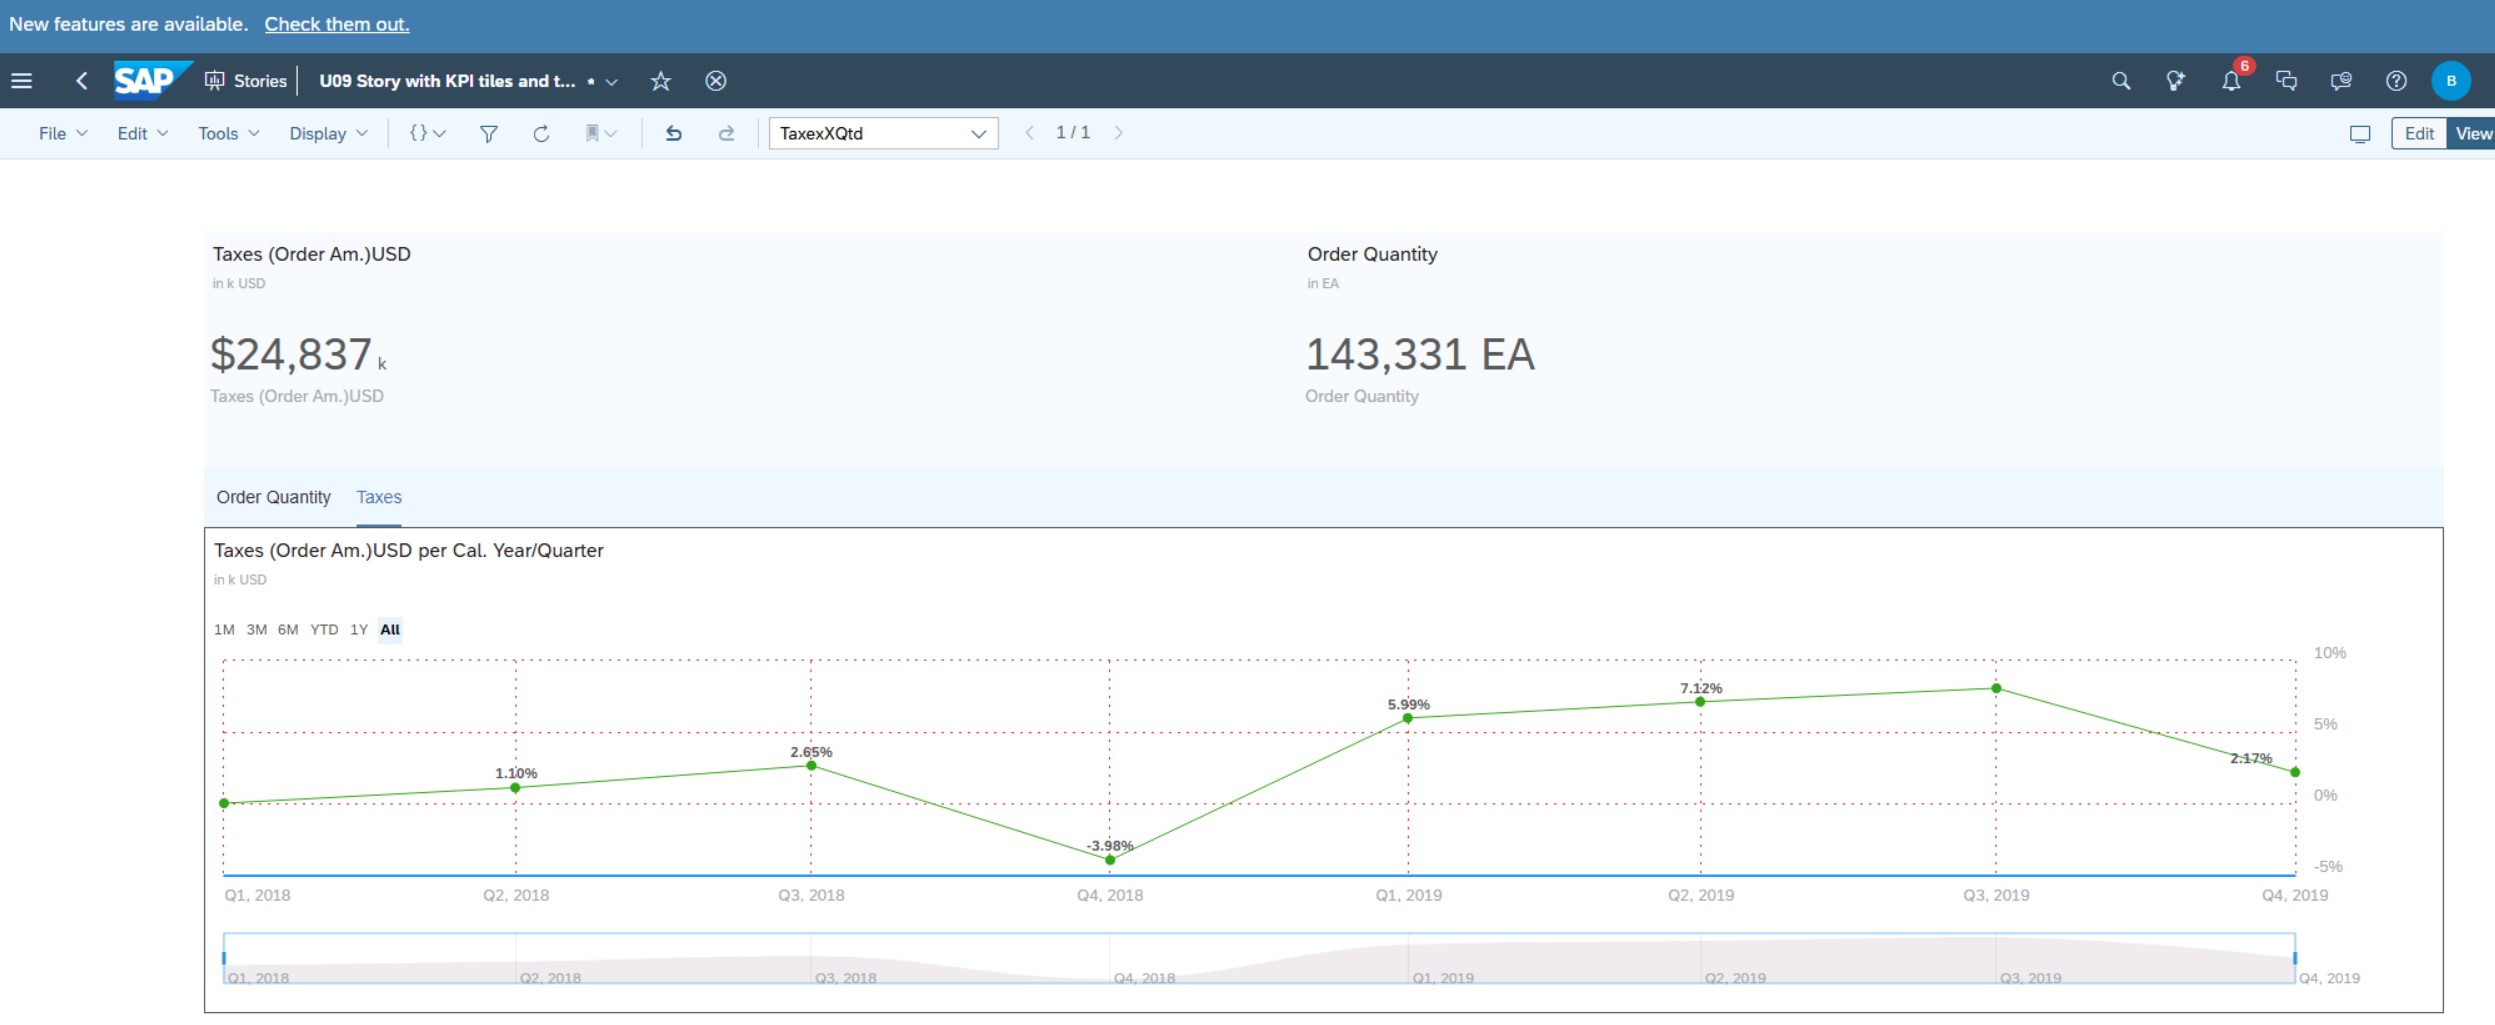 New features are available. Check them out.
SAP Stories U09 Story with KPI tiles and t... * 6 B
File Edit Tools Display {} TaxexXQtd 1 / 1 Edit View
Taxes (Order Am.)USD Order Quantity
in k USD in EA
$24,837 k 143,331 EA
Taxes (Order Am.)USD Order Quantity
Order Quantity Taxes
Taxes (Order Am.)USD per Cal. Year/Quarter
in k USD
1M 3M 6M YTD 1Y All
10%
7.12%
5.99%
5%
2.65%
2.17%
1.10%
0%
-3.98%
-5%
Q1, 2018 Q2, 2018 Q3, 2018 Q4, 2018 Q1, 2019 Q2, 2019 Q3, 2019 Q4, 2019
Q1, 2018 Q2, 2018 Q3, 2018 Q4, 2018 Q1, 2019 Q2, 2019 Q3, 2019 Q4, 2019